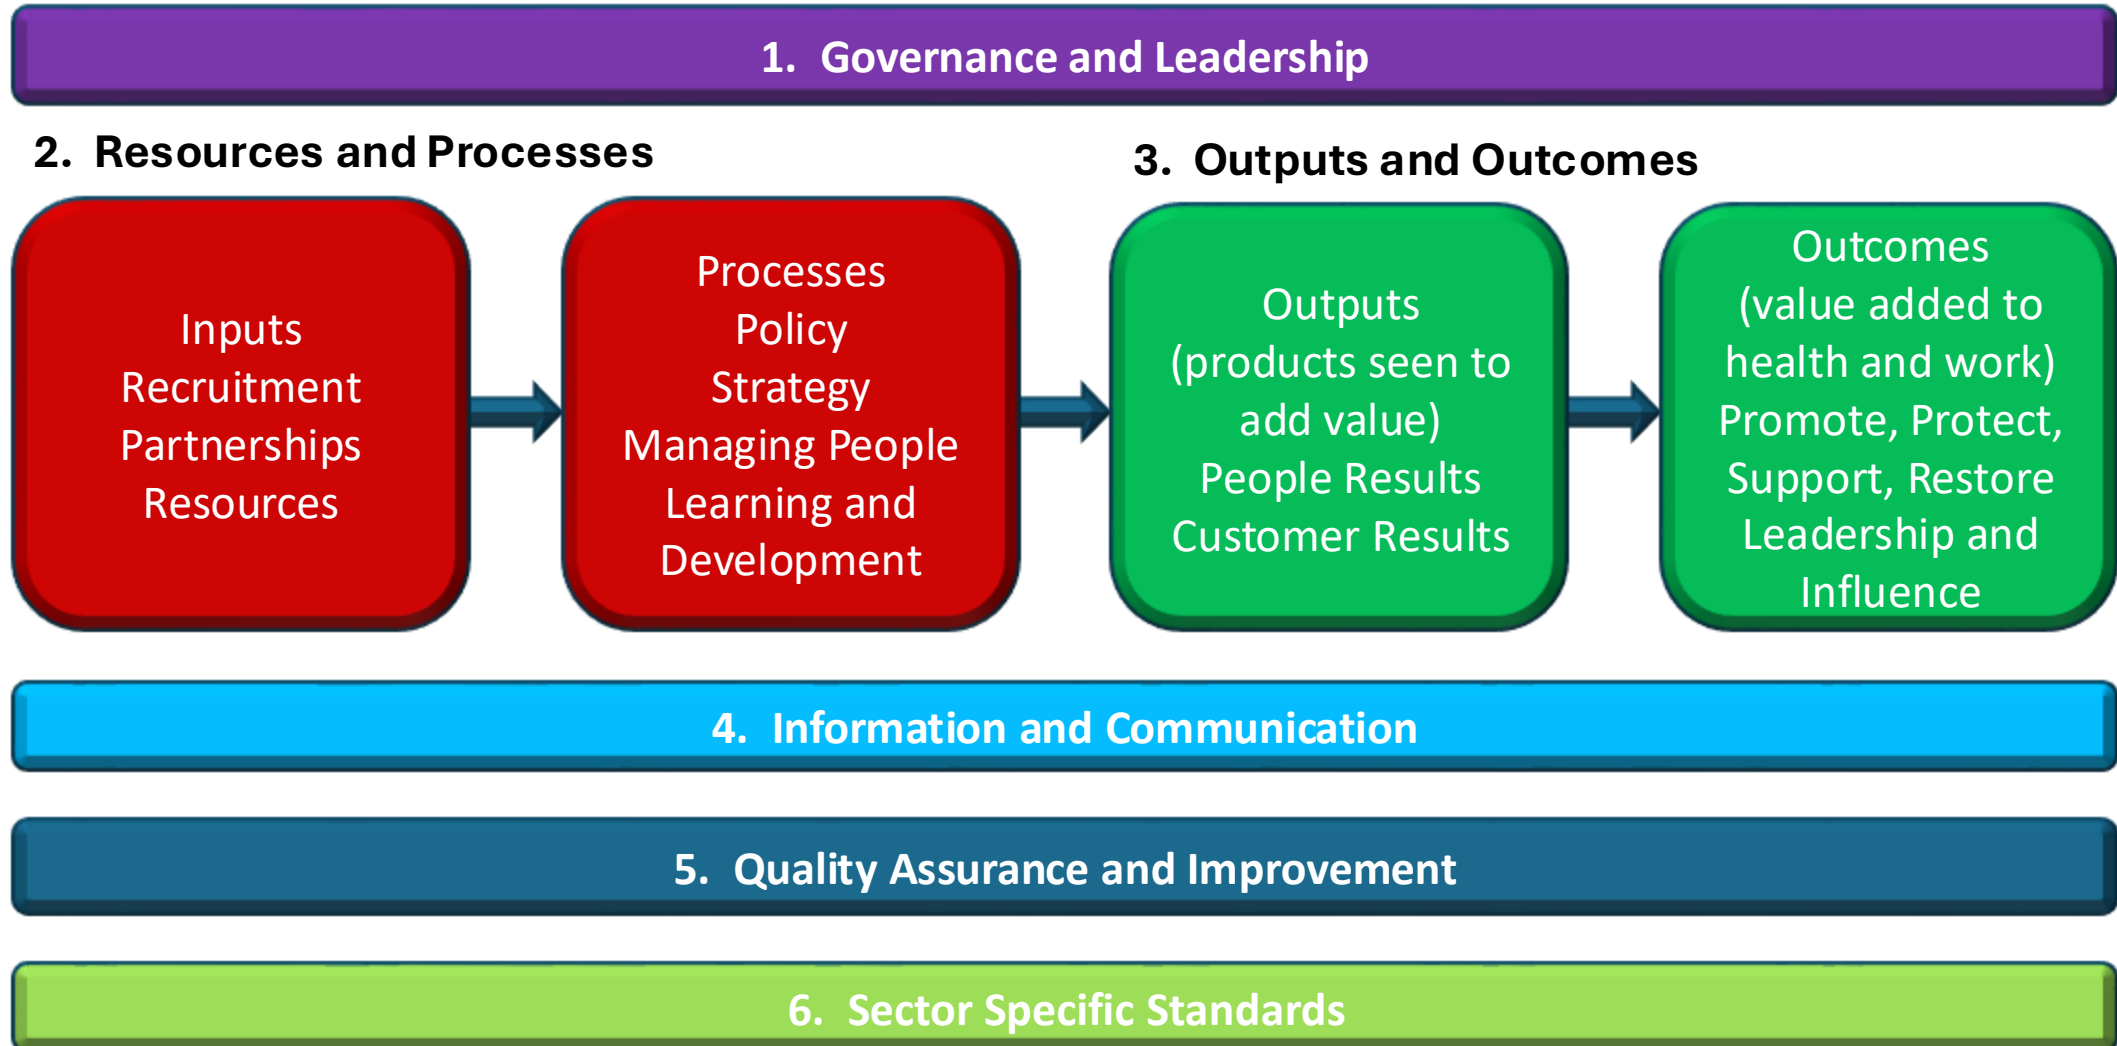 1. Governance and Leadership
2. Resources and Processes
3. Outputs and Outcomes
Inputs
Recruitment
Partnerships
Resources
Processes
Policy
Strategy
Managing People
Learning and
Development
Outputs
(products seen to
add value)
People Results
Customer Results
Outcomes
(value added to
health and work)
Promote, Protect,
Support, Restore
Leadership and
Influence
4. Information and Communication
5. Quality Assurance and Improvement
6. Sector Specific Standards